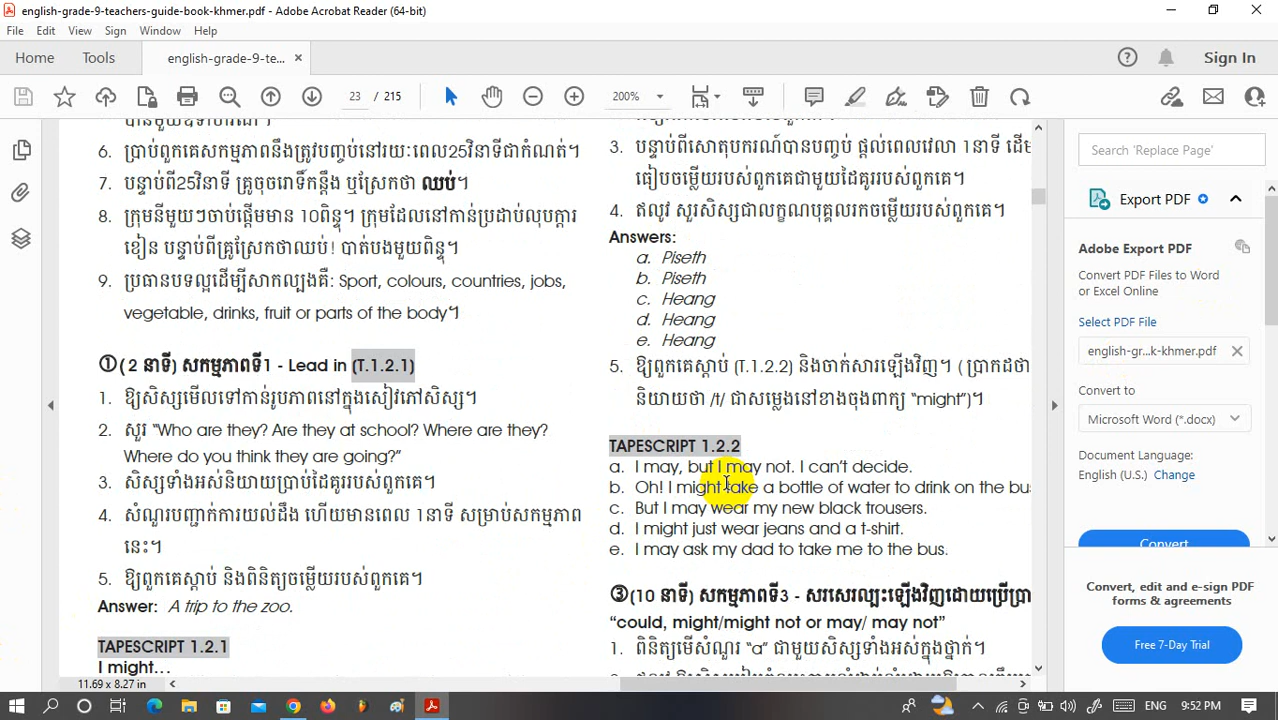 english-grade-9-teachers-guide-book-khmer.pdf - Adobe Acrobat Reader (64-bit)
File Edit View Sign Window Help
Home Tools english-grade-9-te... Sign In
23 / 215 200%
6. ប្រាប់ពួកគេសកម្មភាពនឹងត្រូវបញ្ចប់នៅរយៈពេល25វិនាទីជាកំណត់។
7. បន្ទាប់ពី25វិនាទី គ្រូចុចរោទិ៍កន្តឹង ឬស្រែកថា ឈប់។
8. ក្រុមនីមួយៗចាប់ផ្តើមមាន 10ពិន្ទុ។ ក្រុមដែលនៅកាន់ប្រដាប់លុបក្តារ
ខៀន បន្ទាប់ពីគ្រូស្រែកថាឈប់! បាត់បងមួយពិន្ទុ។
9. ប្រធានបទល្អដើម្បីសាកល្បងគឺ: Sport, colours, countries, jobs,
vegetable, drinks, fruit or parts of the body។
① (2 នាទី) សកម្មភាពទី1 - Lead in (T.1.2.1)
1. ឱ្យសិស្សមើលទៅកាន់រូបភាពនៅក្នុងសៀវភៅសិស្ស។
2. សួរ “Who are they? Are they at school? Where are they?
Where do you think they are going?”
3. សិស្សទាំងអស់និយាយប្រាប់ដៃគូររបស់ពួកគេ។
4. សំណួរបញ្ជាក់ការយល់ដឹង ហើយមានពេល 1នាទី សម្រាប់សកម្មភាព
នេះ។
5. ឱ្យពួកគេស្តាប់ និងពិនិត្យចម្លើយរបស់ពួកគេ។
Answer: A trip to the zoo.
TAPESCRIPT 1.2.1
I might...
11.69 x 8.27 in
3. បន្ទាប់ពីសោតុបករណ៍បានបញ្ចប់ ផ្តល់ពេលវេលា 1នាទី ដើម
ធៀបចម្លើយរបស់ពួកគេជាមួយដៃគូររបស់ពួកគេ។
4. ឥលូវ សួរសិស្សជាលក្ខណបុគ្គលរកចម្លើយរបស់ពួកគេ។
Answers:
a. Piseth
b. Piseth
c. Heang
d. Heang
e. Heang
5. ឱ្យពួកគេស្តាប់ (T.1.2.2) និងចាក់សារឡើងវិញ។ (ប្រាកដថា
និយាយថា /t/ ជាសម្លេងនៅខាងចុងពាក្យ “might”)។
TAPESCRIPT 1.2.2
a. I may, but I may not. I can’t decide.
b. Oh! I might take a bottle of water to drink on the bu
c. But I may wear my new black trousers.
d. I might just wear jeans and a t-shirt.
e. I may ask my dad to take me to the bus.
③ (10 នាទី) សកម្មភាពទី3 - សរសេរល្បះឡើងវិញដោយប្រើប្រា
“could, might/might not or may/ may not”
1. ពិនិត្យមើសំណួរ “a” ជាមួយសិស្សទាំងអស់ក្នុងថ្នាក់។
Search 'Replace Page'
Export PDF
Adobe Export PDF
Convert PDF Files to Word
or Excel Online
Select PDF File
english-gr...k-khmer.pdf
Convert to
Microsoft Word (*.docx)
Document Language:
English (U.S.) Change
Convert
Convert, edit and e-sign PDF
forms & agreements
Free 7-Day Trial
ENG 9:52 PM